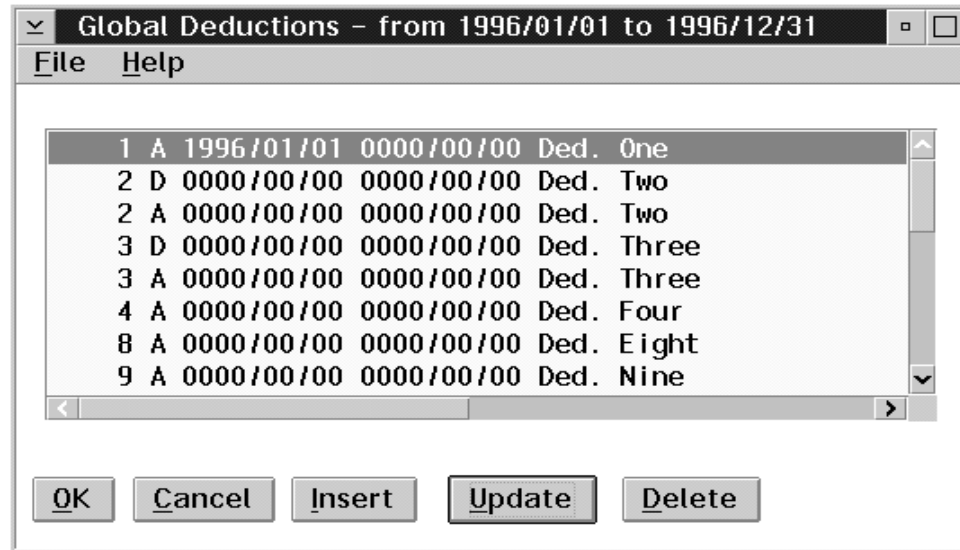 Global Deductions – from 1996/01/01 to 1996/12/31
File Help
1 A 1996/01/01 0000/00/00 Ded. One
2 D 0000/00/00 0000/00/00 Ded. Two
2 A 0000/00/00 0000/00/00 Ded. Two
3 D 0000/00/00 0000/00/00 Ded. Three
3 A 0000/00/00 0000/00/00 Ded. Three
4 A 0000/00/00 0000/00/00 Ded. Four
8 A 0000/00/00 0000/00/00 Ded. Eight
9 A 0000/00/00 0000/00/00 Ded. Nine
OK Cancel Insert Update Delete